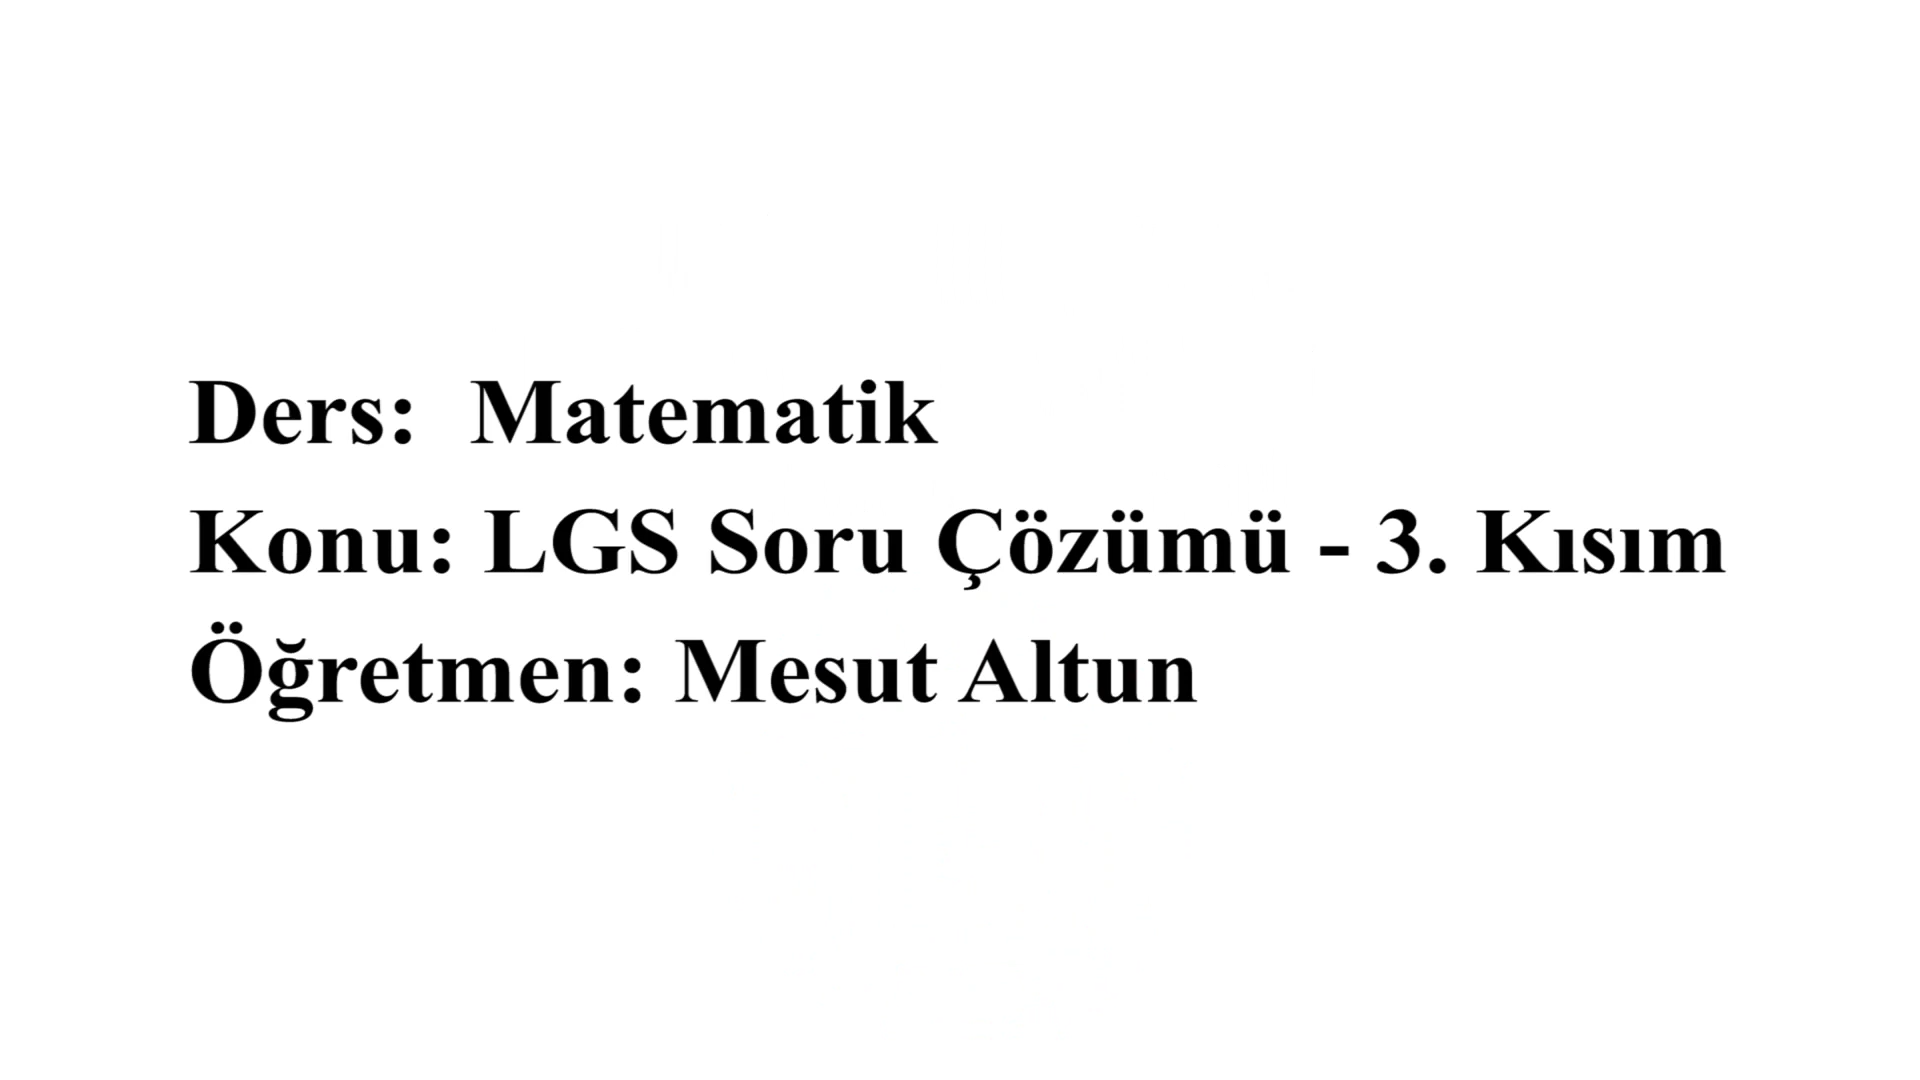 Ders: Matematik
Konu: LGS Soru Çözümü - 3. Kısım
Öğretmen: Mesut Altun